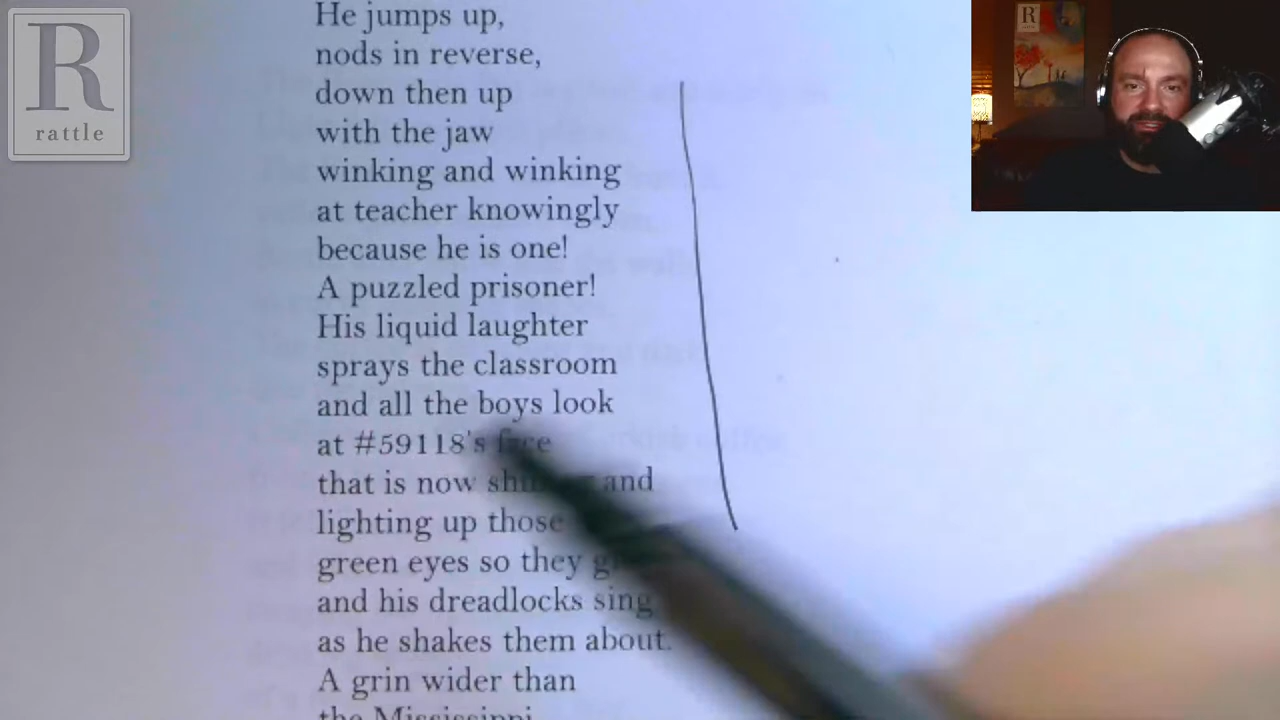 R
rattle
R
He jumps up,
nods in reverse,
down then up
with the jaw
winking and winking
at teacher knowingly
because he is one!
A puzzled prisoner!
His liquid laughter
sprays the classroom
and all the boys look
at #59118's face
that is now and
lighting up those
green eyes so they
and his dreadlocks sing
as he shakes them about.
A grin wider than
the Mississippi